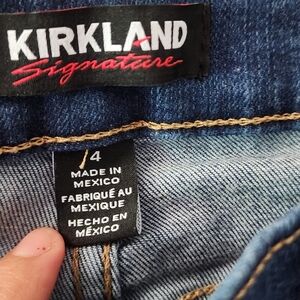 KIRKLAND
Signature
4
MADE IN
MEXICO
FABRIQUÉ AU
MEXIQUE
HECHO EN
MÉXICO